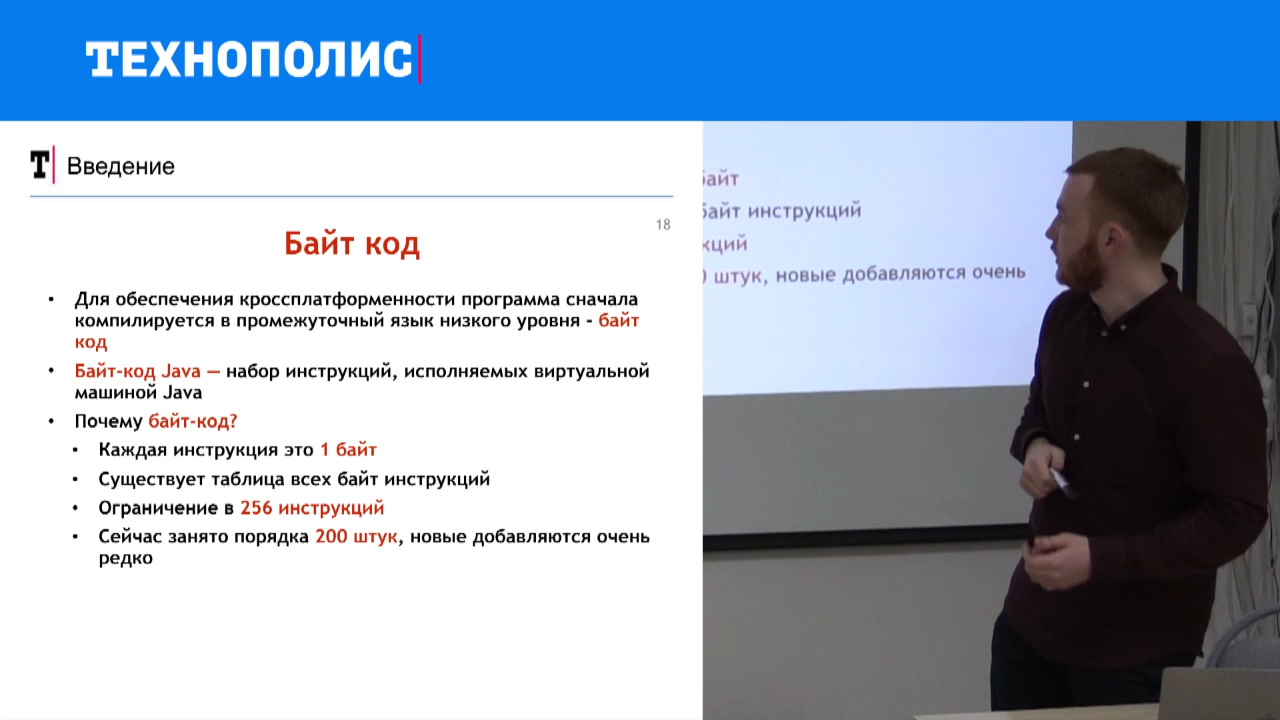 ТЕХНОПОЛИС
Т Введение
18
Байт код
• Для обеспечения кроссплатформенности программа сначала
компилируется в промежуточный язык низкого уровня - байт
код
• Байт-код Java — набор инструкций, исполняемых виртуальной
машиной Java
• Почему байт-код?
• Каждая инструкция это 1 байт
• Существует таблица всех байт инструкций
• Ограничение в 256 инструкций
• Сейчас занято порядка 200 штук, новые добавляются очень
редко
байт
байт инструкций
кций
0 штук, новые добавляются очень